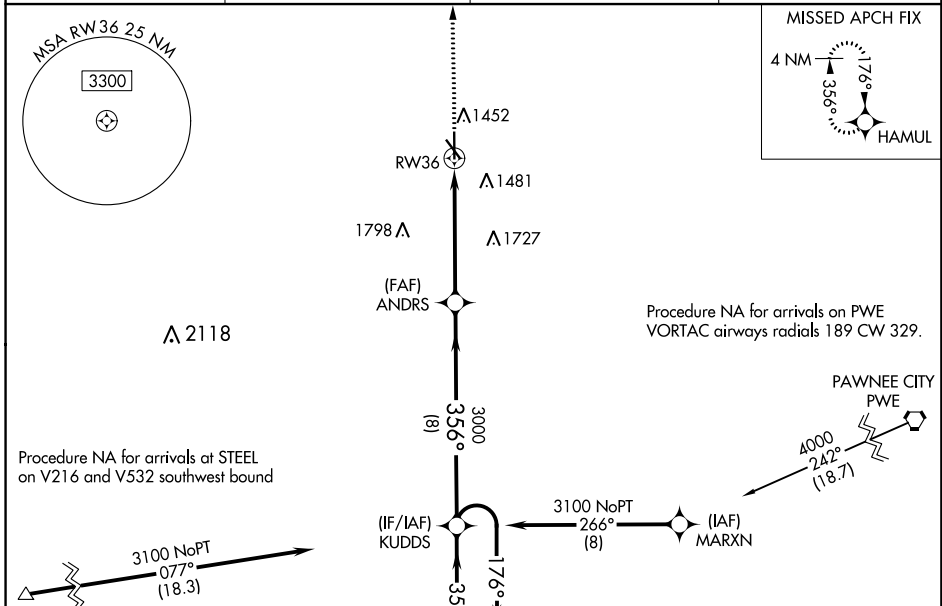 MSA RW36 25 NM
3300
MISSED APCH FIX
4 NM
356°
176°
HAMUL
1452
RW36
1481
1798
1727
(FAF)
ANDRS
2118
Procedure NA for arrivals on PWE
VORTAC airways radials 189 CW 329.
PAWNEE CITY
PWE
4000
242°
(18.7)
3000
356°
(8)
Procedure NA for arrivals at STEEL
on V216 and V532 southwest bound
(IF/IAF)
KUDDS
3100 NoPT
266°
(8)
(IAF)
MARXN
3100 NoPT
077°
(18.3)
176°